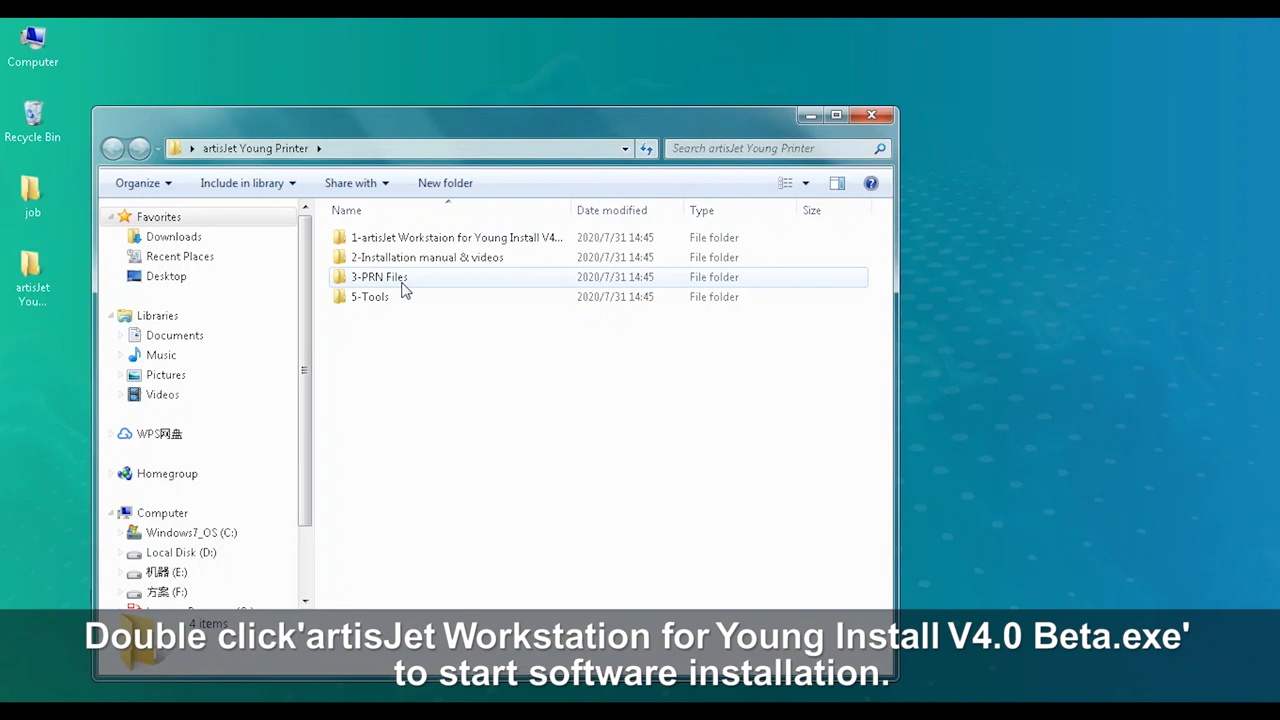 Computer
Recycle Bin
job
artisJet
You...
artisJet Young Printer
Search artisJet Young Printer
Organize
Include in library
Share with
New folder
Name
Date modified
Type
Size
1-artisJet Workstaion for Young Install V4...
2020/7/31 14:45
File folder
2-Installation manual & videos
2020/7/31 14:45
File folder
3-PRN Files
2020/7/31 14:45
File folder
5-Tools
2020/7/31 14:45
File folder
Favorites
Downloads
Recent Places
Desktop
Libraries
Documents
Music
Pictures
Videos
WPS网盘
Homegroup
Computer
Windows7_OS (C:)
Local Disk (D:)
机器 (E:)
方案 (F:)
4 items
Double click'artisJet Workstation for Young Install V4.0 Beta.exe'
to start software installation.